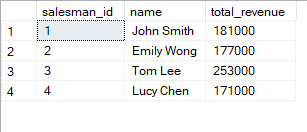 salesman_id name total_revenue
1 1 John Smith 181000
2 2 Emily Wong 177000
3 3 Tom Lee 253000
4 4 Lucy Chen 171000